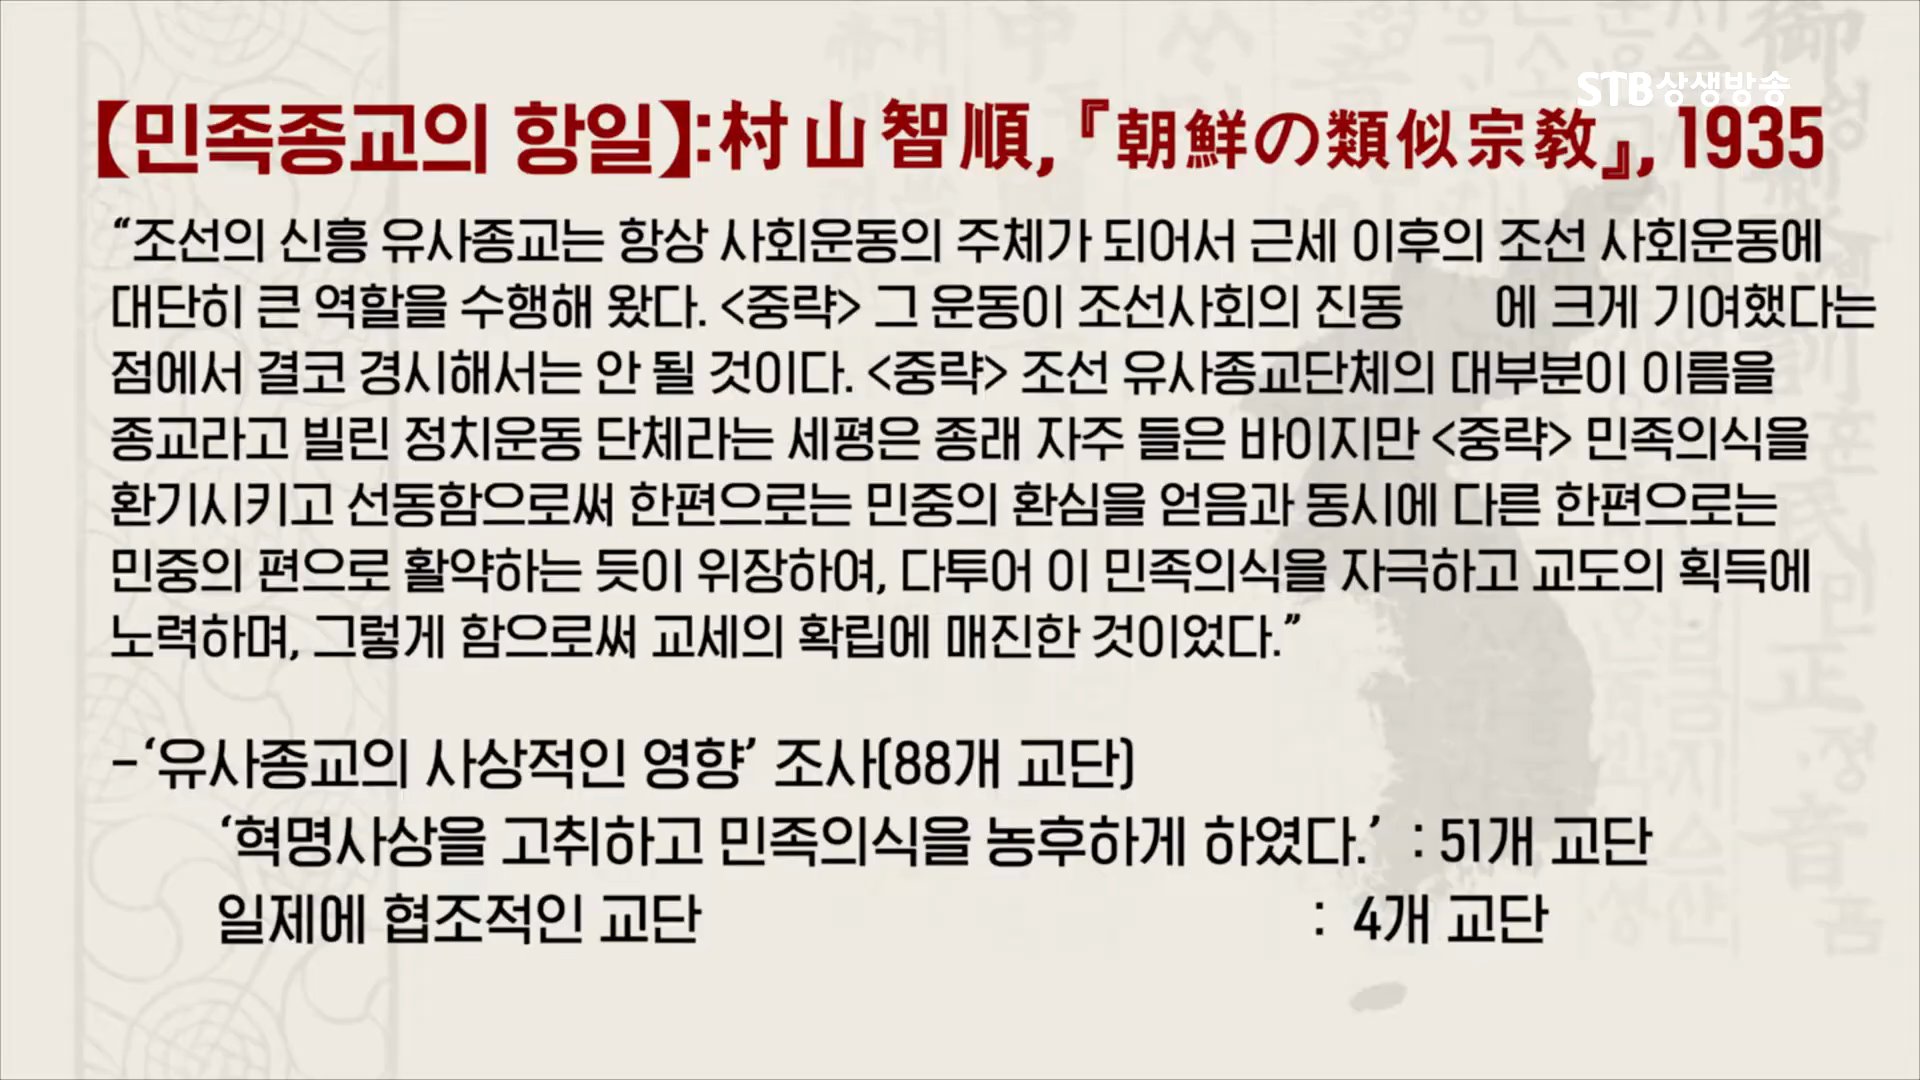 STB상생방송
【민족종교의 항일】:村山智順,『朝鮮の類似宗教』, 1935
“조선의 신흥 유사종교는 항상 사회운동의 주체가 되어서 근세 이후의 조선 사회운동에
대단히 큰 역할을 수행해 왔다. <중략> 그 운동이 조선사회의 진동 에 크게 기여했다는
점에서 결코 경시해서는 안 될 것이다. <중략> 조선 유사종교단체의 대부분이 이름을
종교라고 빌린 정치운동 단체라는 세평은 종래 자주 들은 바이지만 <중략> 민족의식을
환기시키고 선동함으로써 한편으로는 민중의 환심을 얻음과 동시에 다른 한편으로는
민중의 편으로 활약하는 듯이 위장하여, 다투어 이 민족의식을 자극하고 교도의 획득에
노력하며, 그렇게 함으로써 교세의 확립에 매진한 것이었다.”
-‘유사종교의 사상적인 영향’ 조사(88개 교단)
‘혁명사상을 고취하고 민족의식을 농후하게 하였다.’ : 51개 교단
일제에 협조적인 교단 : 4개 교단